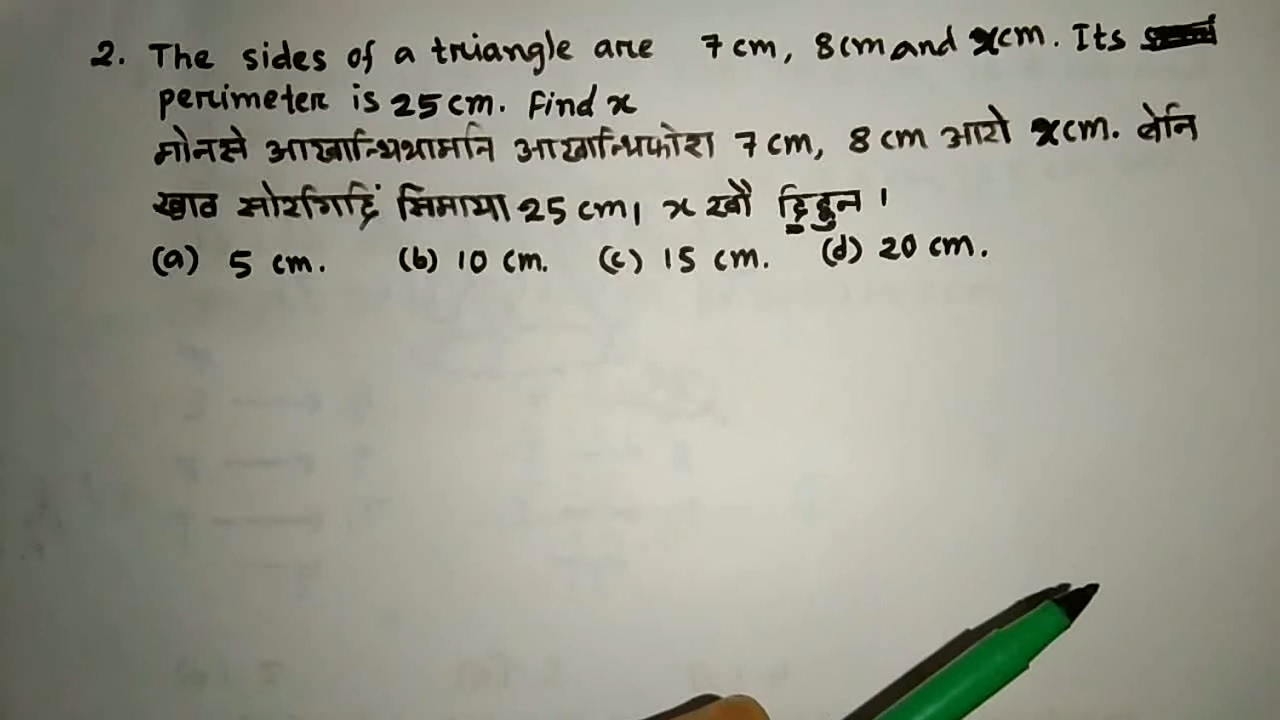 2. The sides of a triangle are 7 cm, 8 cm and x cm. Its
perimeter is 25 cm. Find x
मोनसे आखान्थिथामनि आखान्थिफोरा 7 cm, 8 cm आरो x cm. बेनि
खाव सोरगिदिं सिमाया 25 cm, x खौ दिहुन।
(a) 5 cm. (b) 10 cm. (c) 15 cm. (d) 20 cm.